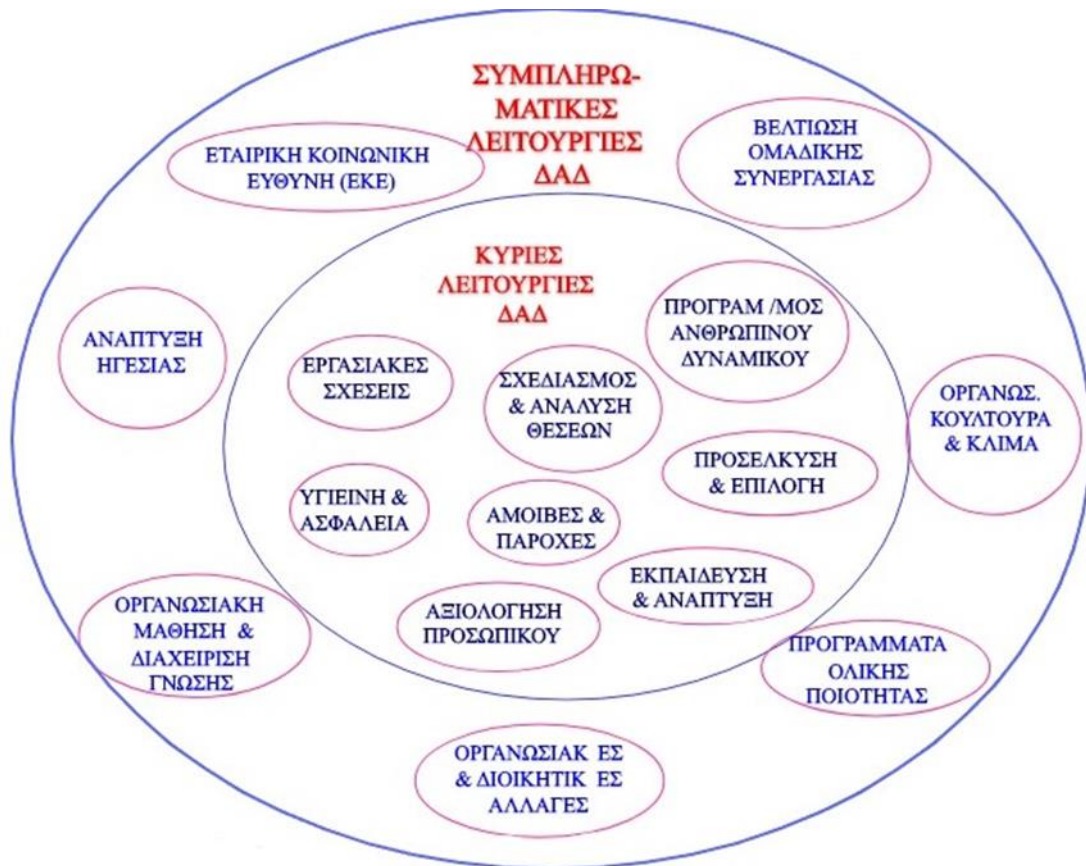 ΣΥΜΠΛΗΡΩ-
ΜΑΤΙΚΕΣ
ΛΕΙΤΟΥΡΓΙΕΣ
ΔΑΔ
ΕΤΑΙΡΙΚΗ ΚΟΙΝΩΝΙΚΗ
ΕΥΘΥΝΗ (ΕΚΕ)
ΒΕΛΤΙΩΣΗ
ΟΜΑΔΙΚΗΣ
ΣΥΝΕΡΓΑΣΙΑΣ
ΚΥΡΙΕΣ
ΛΕΙΤΟΥΡΓΙΕΣ
ΔΑΔ
ΠΡΟΓΡΑΜ /ΜΟΣ
ΑΝΘΡΩΠΙΝΟΥ
ΔΥΝΑΜΙΚΟΥ
ΑΝΑΠΤΥΞΗ
ΗΓΕΣΙΑΣ
ΕΡΓΑΣΙΑΚΕΣ
ΣΧΕΣΕΙΣ
ΣΧΕΔΙΑΣΜΟΣ
& ΑΝΑΛΥΣΗ
ΘΕΣΕΩΝ
ΟΡΓΑΝΩΣ.
ΚΟΥΛΤΟΥΡΑ
& ΚΛΙΜΑ
ΠΡΟΣΕΛΚΥΣΗ
& ΕΠΙΛΟΓΗ
ΥΓΙΕΙΝΗ &
ΑΣΦΑΛΕΙΑ
ΑΜΟΙΒΕΣ &
ΠΑΡΟΧΕΣ
ΕΚΠΑΙΔΕΥΣΗ
& ΑΝΑΠΤΥΞΗ
ΑΞΙΟΛΟΓΗΣΗ
ΠΡΟΣΩΠΙΚΟΥ
ΟΡΓΑΝΩΣΙΑΚΗ
ΜΑΘΗΣΗ &
ΔΙΑΧΕΙΡΙΣΗ
ΓΝΩΣΗΣ
ΠΡΟΓΡΑΜΜΑΤΑ
ΟΛΙΚΗΣ
ΠΟΙΟΤΗΤΑΣ
ΟΡΓΑΝΩΣΙΑΚ ΕΣ
& ΔΙΟΙΚΗΤΙΚ ΕΣ
ΑΛΛΑΓΕΣ